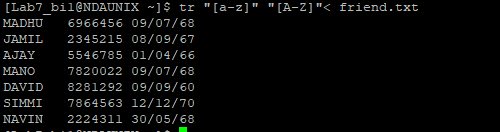 [Lab7_bil@NDAUNIX ~]$ tr "[a-z]" "[A-Z]"< friend.txt
MADHU   6966456 09/07/68
JAMIL   2345215 08/09/67
AJAY    5546785 01/04/66
MANO    7820022 09/07/68
DAVID   8281292 09/09/60
SIMMI   7864563 12/12/70
NAVIN   2224311 30/05/68